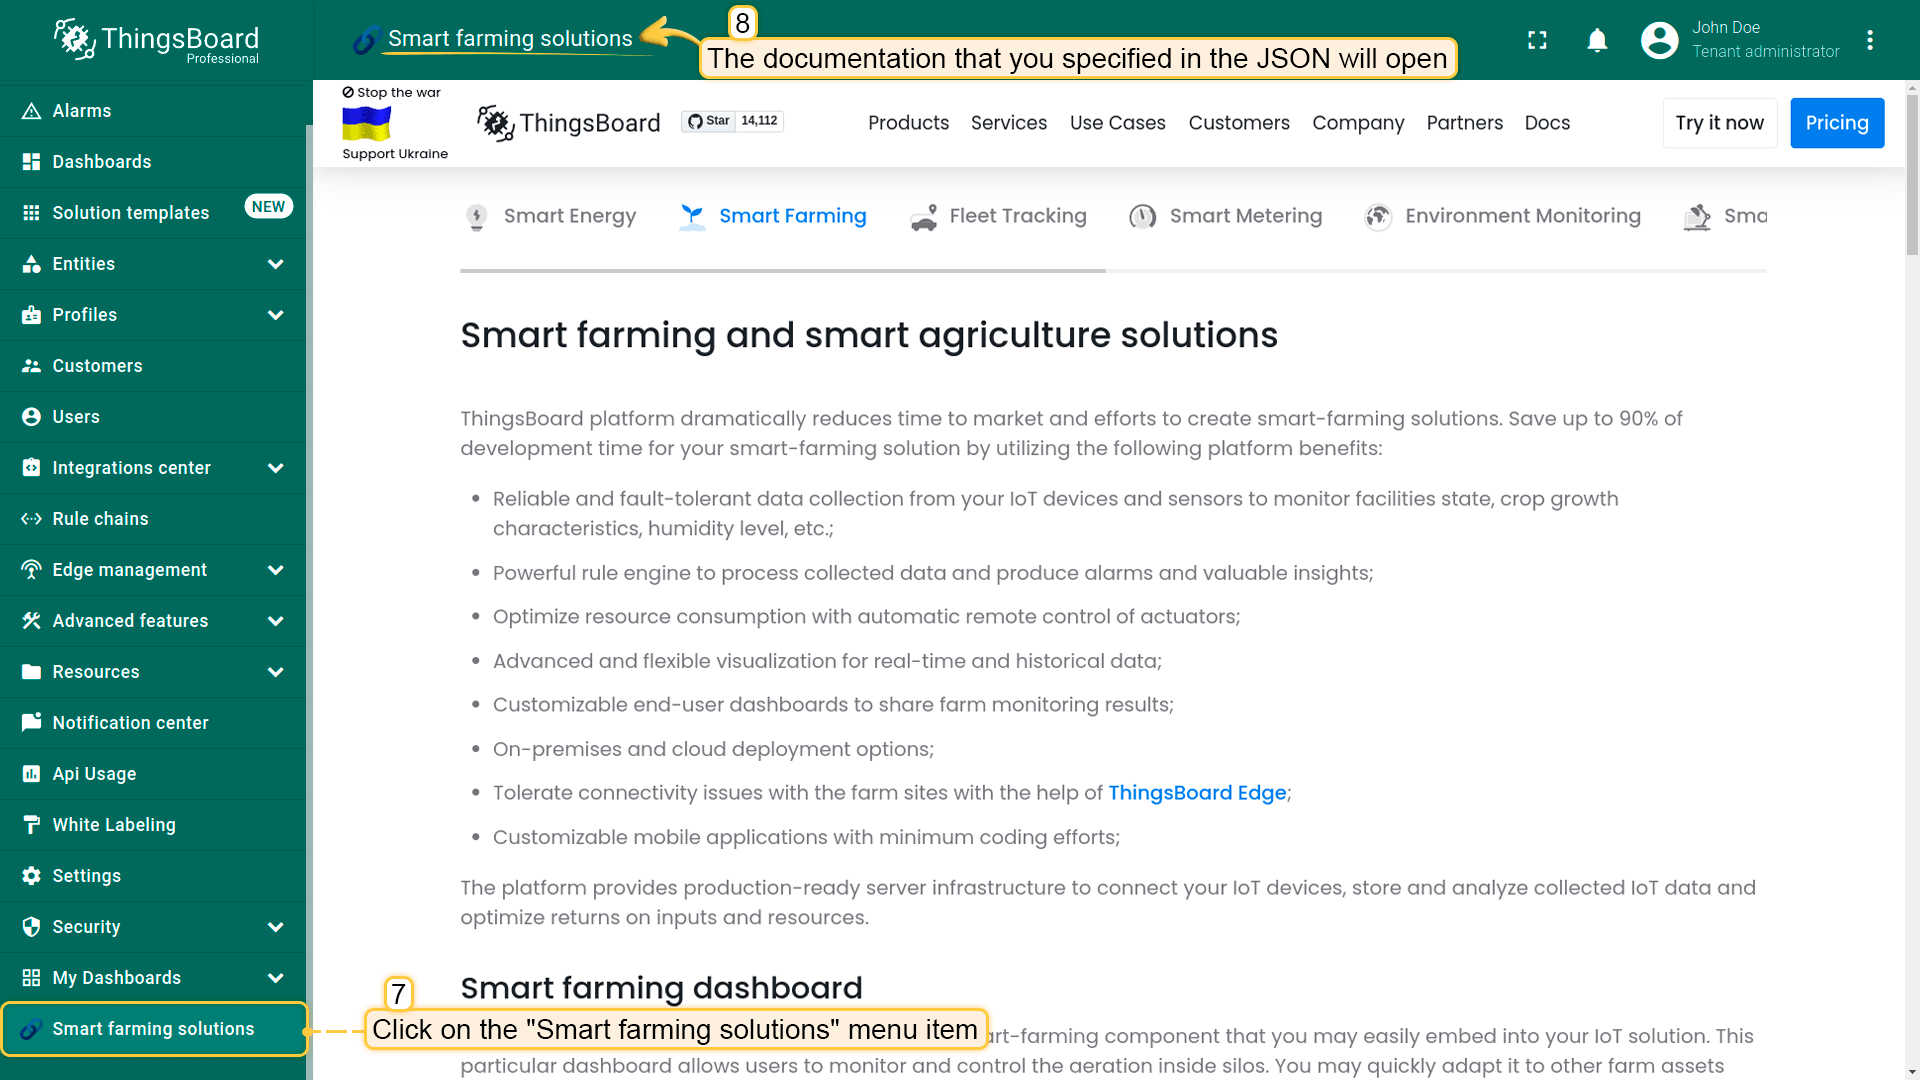 ThingsBoard
Professional
Alarms
Dashboards
Solution templates
NEW
Entities
Profiles
Customers
Users
Integrations center
Rule chains
Edge management
Advanced features
Resources
Notification center
Api Usage
White Labeling
Settings
Security
My Dashboards
Smart farming solutions
Smart farming solutions
8
The documentation that you specified in the JSON will open
John Doe
Tenant administrator
Stop the war
Support Ukraine
ThingsBoard
Star 14,112
Products Services Use Cases Customers Company Partners Docs
Try it now
Pricing
Smart Energy Smart Farming Fleet Tracking Smart Metering Environment Monitoring Sma
Smart farming and smart agriculture solutions
ThingsBoard platform dramatically reduces time to market and efforts to create smart-farming solutions. Save up to 90% of
development time for your smart-farming solution by utilizing the following platform benefits:
• Reliable and fault-tolerant data collection from your IoT devices and sensors to monitor facilities state, crop growth
characteristics, humidity level, etc.;
• Powerful rule engine to process collected data and produce alarms and valuable insights;
• Optimize resource consumption with automatic remote control of actuators;
• Advanced and flexible visualization for real-time and historical data;
• Customizable end-user dashboards to share farm monitoring results;
• On-premises and cloud deployment options;
• Tolerate connectivity issues with the farm sites with the help of ThingsBoard Edge;
• Customizable mobile applications with minimum coding efforts;
The platform provides production-ready server infrastructure to connect your IoT devices, store and analyze collected IoT data and
optimize returns on inputs and resources.
Smart farming dashboard
7
Click on the "Smart farming solutions" menu item
rt-farming component that you may easily embed into your IoT solution. This
particular dashboard allows users to monitor and control the aeration inside silos. You may quickly adapt it to other farm assets